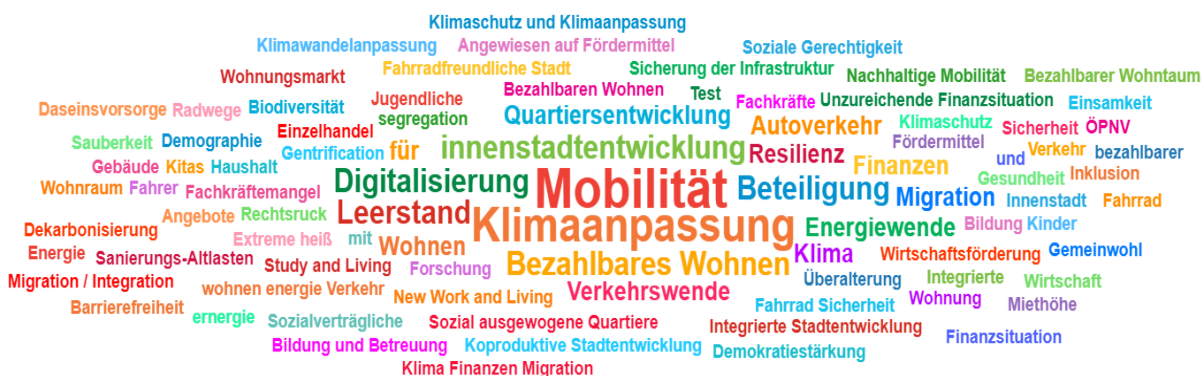 Klimaschutz und Klimaanpassung
Klimawandelanpassung Angewiesen auf Fördermittel Soziale Gerechtigkeit
Wohnungsmarkt Fahrradfreundliche Stadt Sicherung der Infrastruktur Nachhaltige Mobilität Bezahlbarer Wohntaum
Daseinsvorsorge Radwege Biodiversität Jugendliche Bezahlbaren Wohnen Test Fachkräfte Unzureichende Finanzsituation Einsamkeit
Sauberkeit Demographie Einzelhandel segregation Quartiersentwicklung Autoverkehr Klimaschutz Sicherheit ÖPNV
Gebäude Kitas Haushalt Gentrification für innenstadtentwicklung Resilienz Finanzen Fördermittel und Verkehr bezahlbarer
Wohnraum Fahrer Fachkräftemangel Digitalisierung Mobilität Beteiligung Migration Gesundheit Inklusion Innenstadt Fahrrad
Dekarbonisierung Angebote Rechtsruck Leerstand Klimaanpassung Energiewende Bildung Kinder
Energie Sanierungs-Altlasten Extreme heiß mit Wohnen Klima Wirtschaftsförderung Gemeinwohl
Migration / Integration Study and Living Forschung Bezahlbares Wohnen Überalterung Integrierte Wirtschaft
Barrierefreiheit wohnen energie Verkehr New Work and Living Verkehrswende Fahrrad Sicherheit Wohnung Miethöhe
ernergie Sozialverträgliche Sozial ausgewogene Quartiere Integrierte Stadtentwicklung Finanzsituation
Bildung und Betreuung Koproduktive Stadtentwicklung Demokratiestärkung
Klima Finanzen Migration